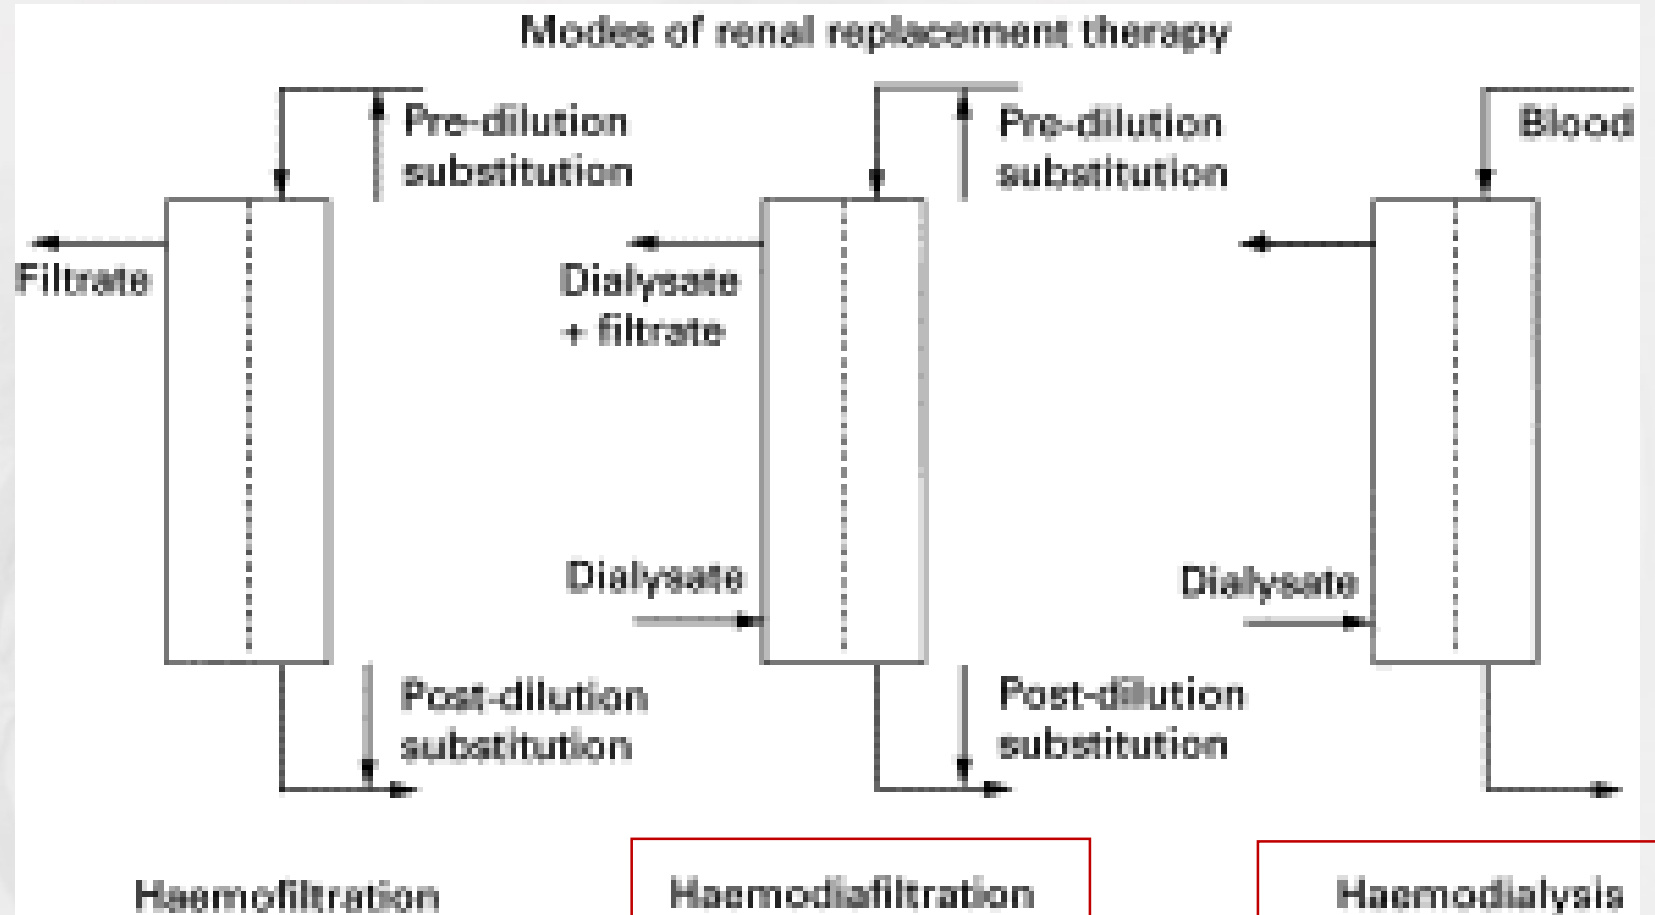 Modes of renal replacement therapy
Pre-dilution
substitution
Filtrate
Post-dilution
substitution
Haemofiltration
Pre-dilution
substitution
Dialysate
+ filtrate
Dialysate
Post-dilution
substitution
Haemodiafiltration
Blood
Dialysate
Haemodialysis